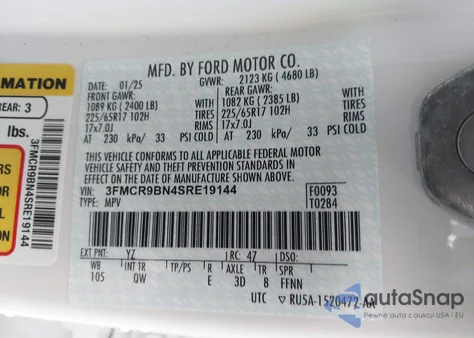 MFD. BY FORD MOTOR CO.
DATE: 01/25 GVWR: 2123 KG ( 4680 LB)
FRONT GAWR: REAR GAWR:
1089 KG ( 2400 LB) WITH 1082 KG ( 2385 LB) WITH
225/65R17 102H TIRES 225/65R17 102H TIRES
17x7.0J RIMS 17x7.0J RIMS
AT 230 kPa/ 33 PSI COLD AT 230 kPa/ 33 PSI COLD
THIS VEHICLE CONFORMS TO ALL APPLICABLE FEDERAL MOTOR
VEHICLE SAFETY AND THEFT PREVENTION STANDARDS IN
EFFECT ON THE DATE OF MANUFACTURE SHOWN ABOVE.
VIN: 3FMCR9BN4SRE19144 F0093
TYPE: MPV T0284
EXT PNT: YZ RC: 47 DSO:
WB INT TR TP/PS R AXLE TR SPR
105 QW E 3D 8 FFNN
UTC RU5A-1520472-AA
RMATION
REAR: 3
lbs.
3FMCR9BN4SRE19144
autaSnap
Pewne auta z aukcji USA i EU